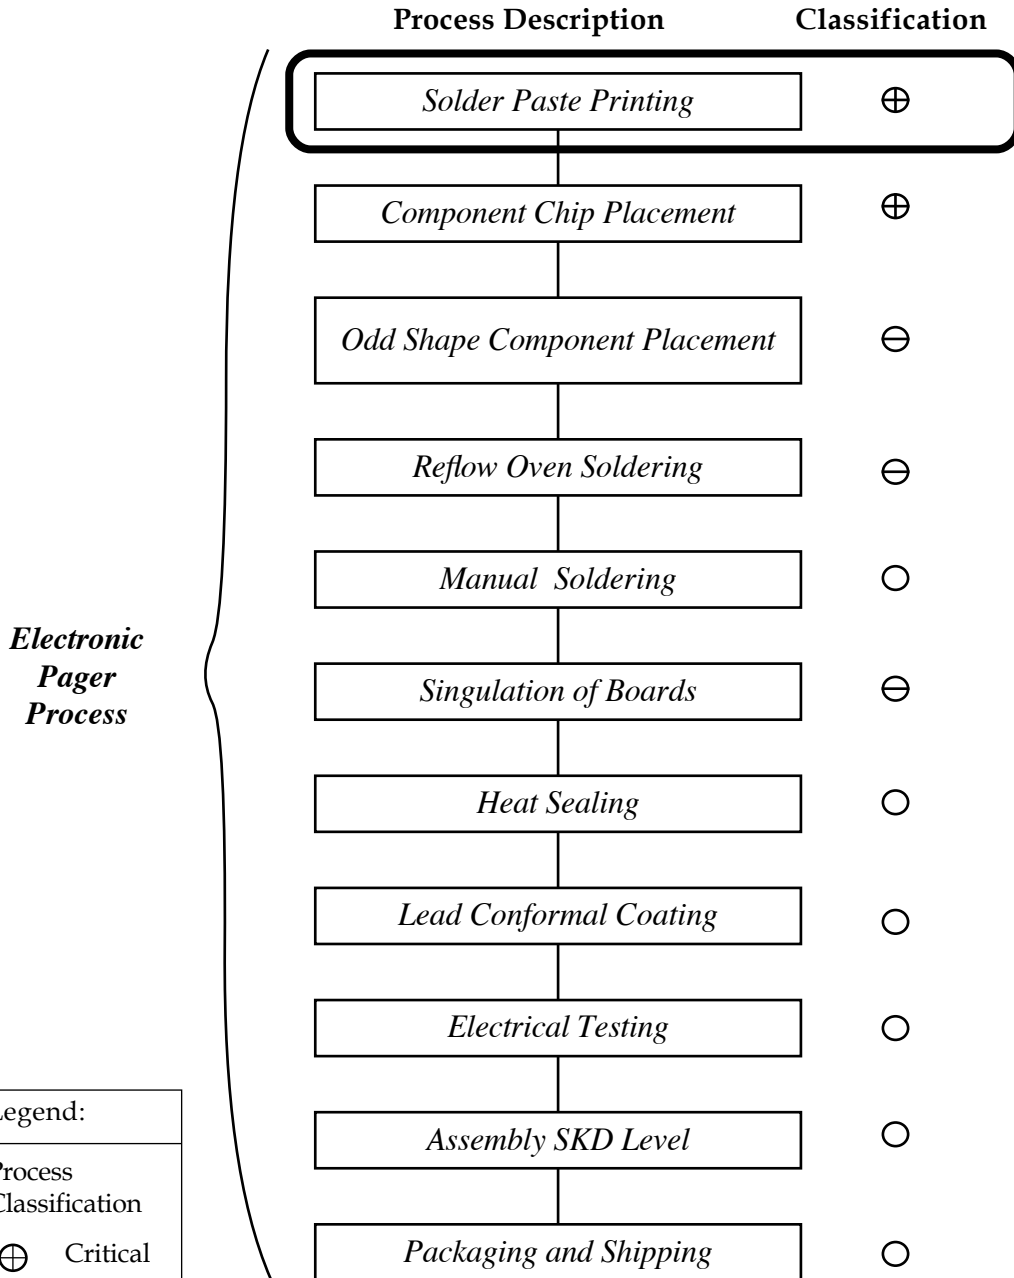 Process Description Classification
Solder Paste Printing
Component Chip Placement
Odd Shape Component Placement
Reflow Oven Soldering
Manual Soldering
Electronic
Pager
Process
Singulation of Boards
Heat Sealing
Lead Conformal Coating
Electrical Testing
Assembly SKD Level
Packaging and Shipping
Legend:
Process
Classification
Critical